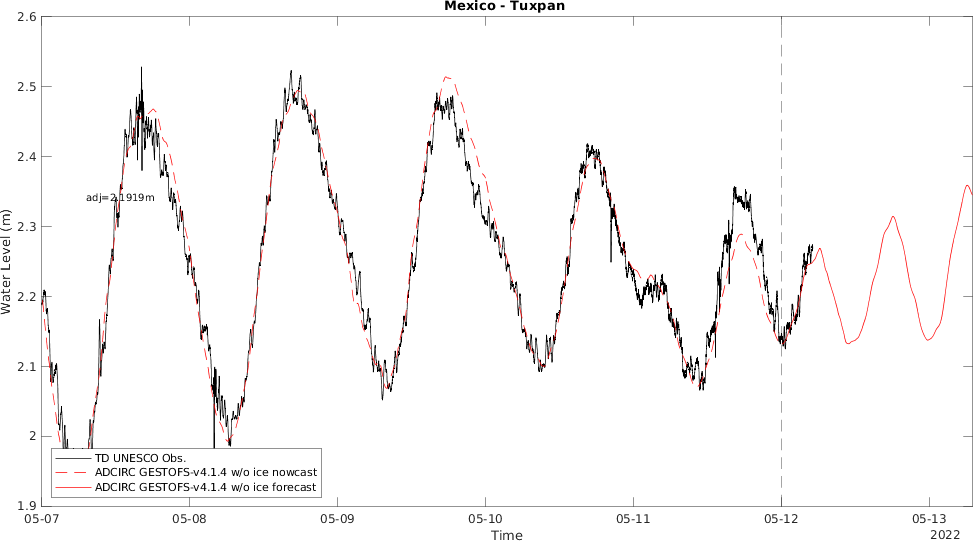 Mexico - Tuxpan
2.6
2.5
2.4
adj=2.1919m
2.3
Water Level (m)
2.2
2.1
2
TD UNESCO Obs.
ADCIRC GESTOFS-v4.1.4 w/o ice nowcast
ADCIRC GESTOFS-v4.1.4 w/o ice forecast
1.9
05-07 05-08 05-09 05-10 05-11 05-12 05-13
Time
2022